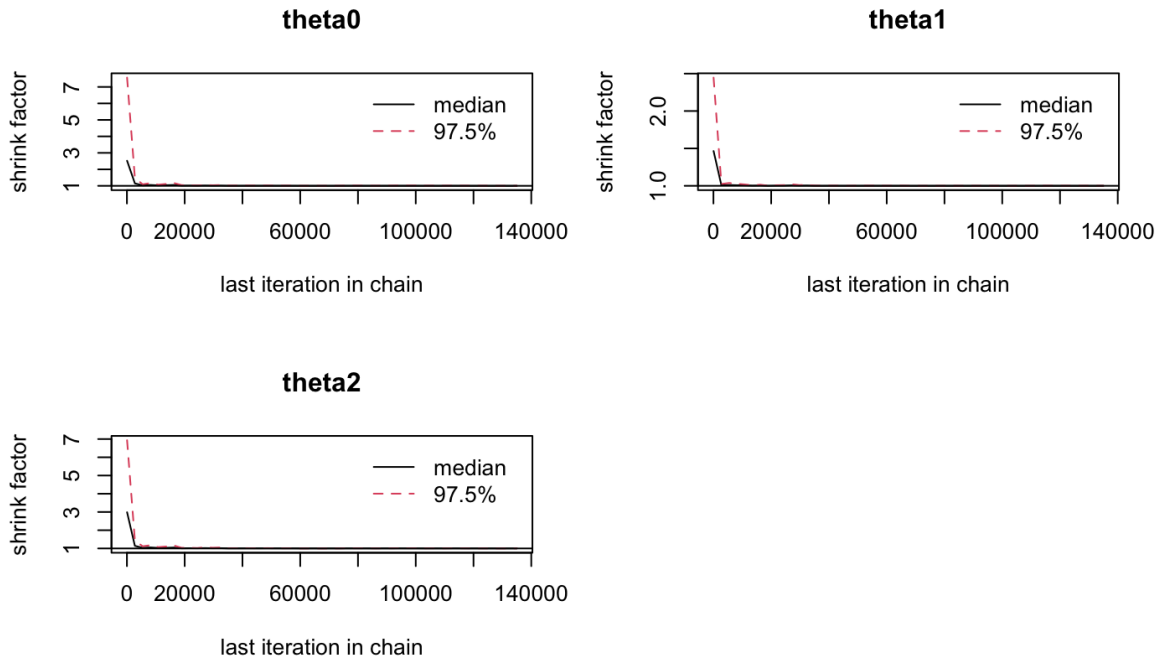 theta0
shrink factor
7
5
3
1
median
97.5%
0 20000 60000 100000 140000
last iteration in chain
theta1
shrink factor
2.0
1.0
median
97.5%
0 20000 60000 100000 140000
last iteration in chain
theta2
shrink factor
7
5
3
1
median
97.5%
0 20000 60000 100000 140000
last iteration in chain